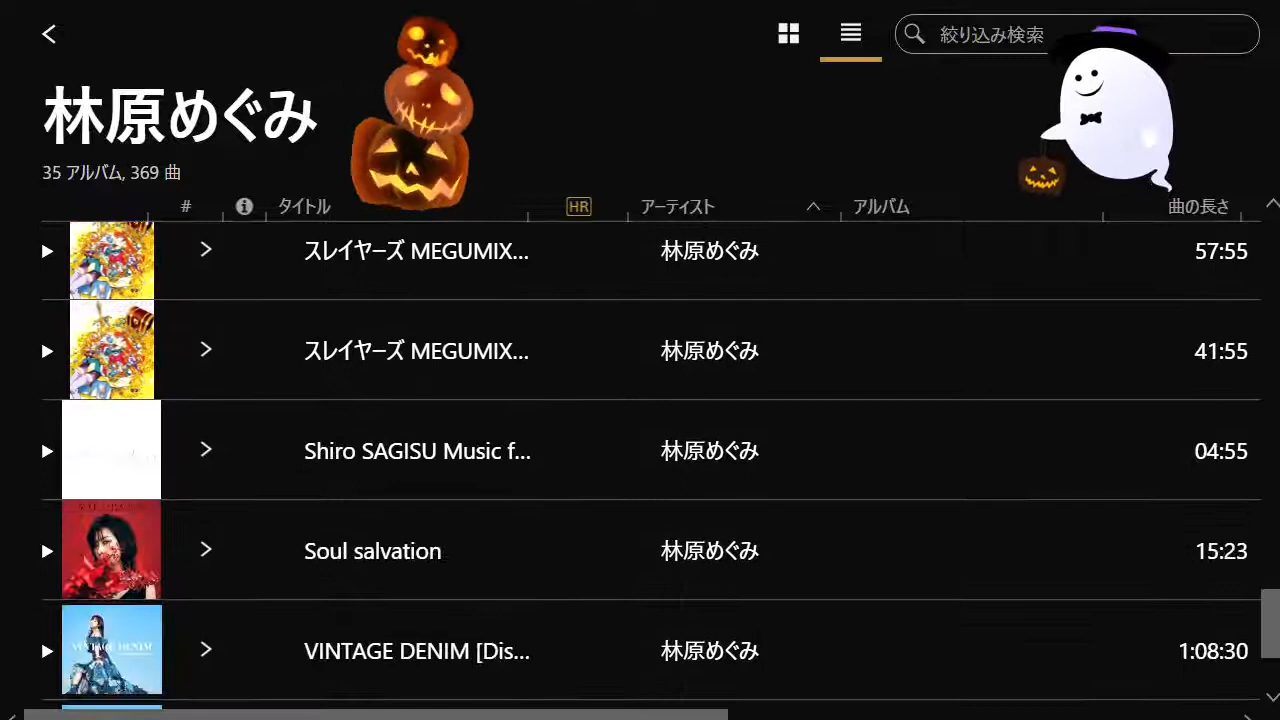 絞り込み検索
林原めぐみ
35 アルバム, 369 曲
# タイトル HR アーティスト アルバム 曲の長さ
スレイヤーズ MEGUMIX... 林原めぐみ 57:55
スレイヤーズ MEGUMIX... 林原めぐみ 41:55
Shiro SAGISU Music f... 林原めぐみ 04:55
Soul salvation 林原めぐみ 15:23
VINTAGE DENIM
VINTAGE DENIM [Dis... 林原めぐみ 1:08:30